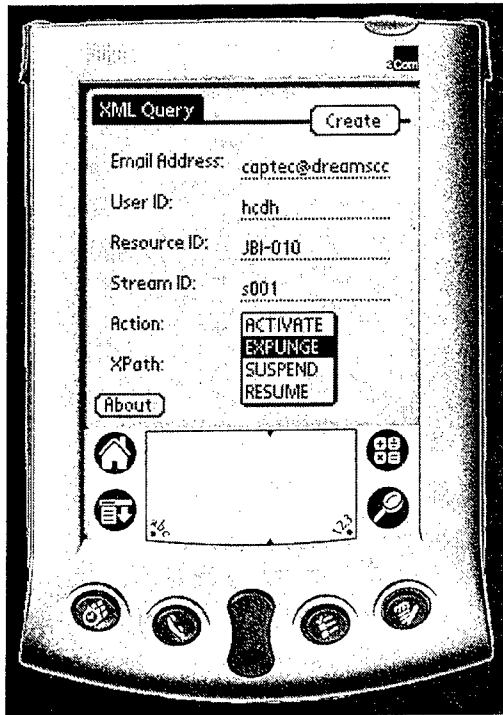 3Com
XML Query
Create
Email Address: captec@dreamscc
User ID: hcdh
Resource ID: JBI-010
Stream ID: s001
Action: ACTIVATE
EXPUNGE
SUSPEND
XPath:
RESUME
About
abc
123